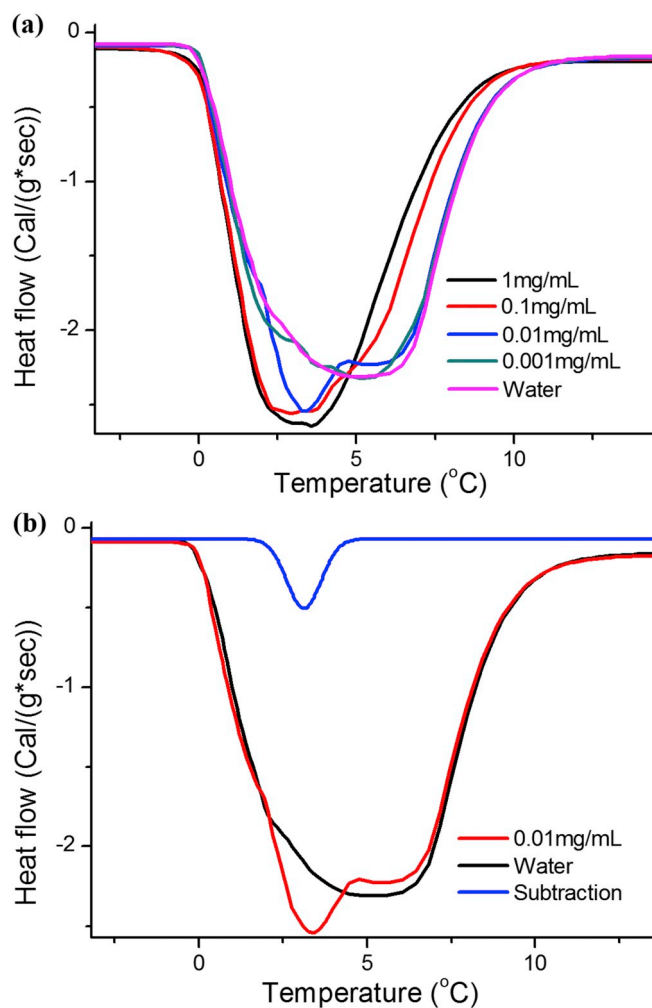 (a)
0
-1
-2
Heat flow (Cal/(g*sec))
1mg/mL
0.1mg/mL
0.01mg/mL
0.001mg/mL
Water
0 5 10
Temperature (°C)
(b)
0
-1
-2
Heat flow (Cal/(g*sec))
0.01mg/mL
Water
Subtraction
0 5 10
Temperature (°C)